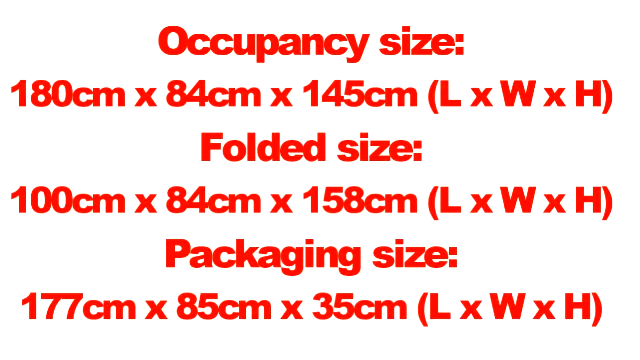 Occupancy size:
180cm x 84cm x 145cm (L x W x H)
Folded size:
100cm x 84cm x 158cm (L x W x H)
Packaging size:
177cm x 85cm x 35cm (L x W x H)